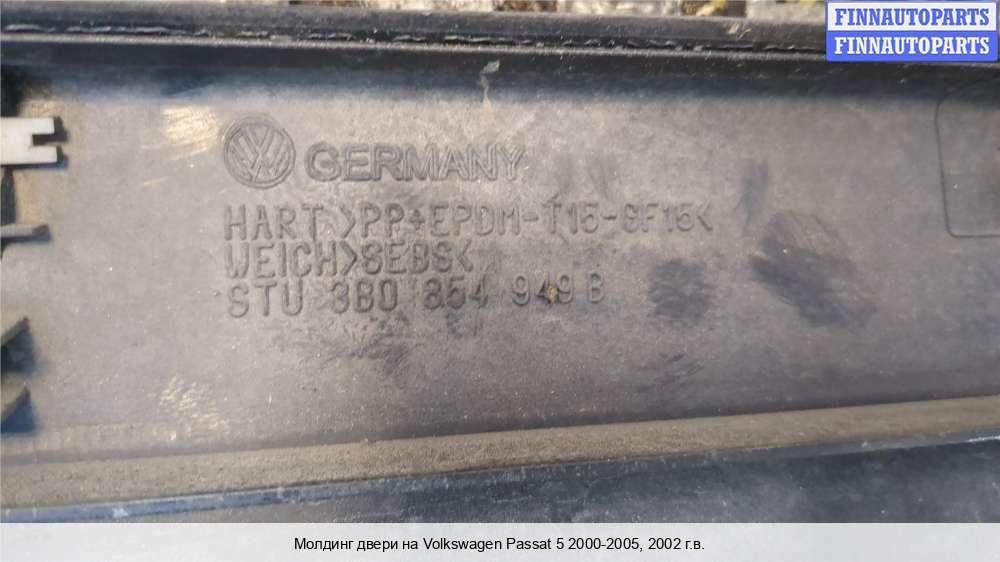 FINNAUTOPARTS
FINNAUTOPARTS
GERMANY
HART >PP+EPDM-T15-GF15<
WEICH>SEBS<
STU 3B0 854 949 B
Молдинг двери на Volkswagen Passat 5 2000-2005, 2002 г.в.